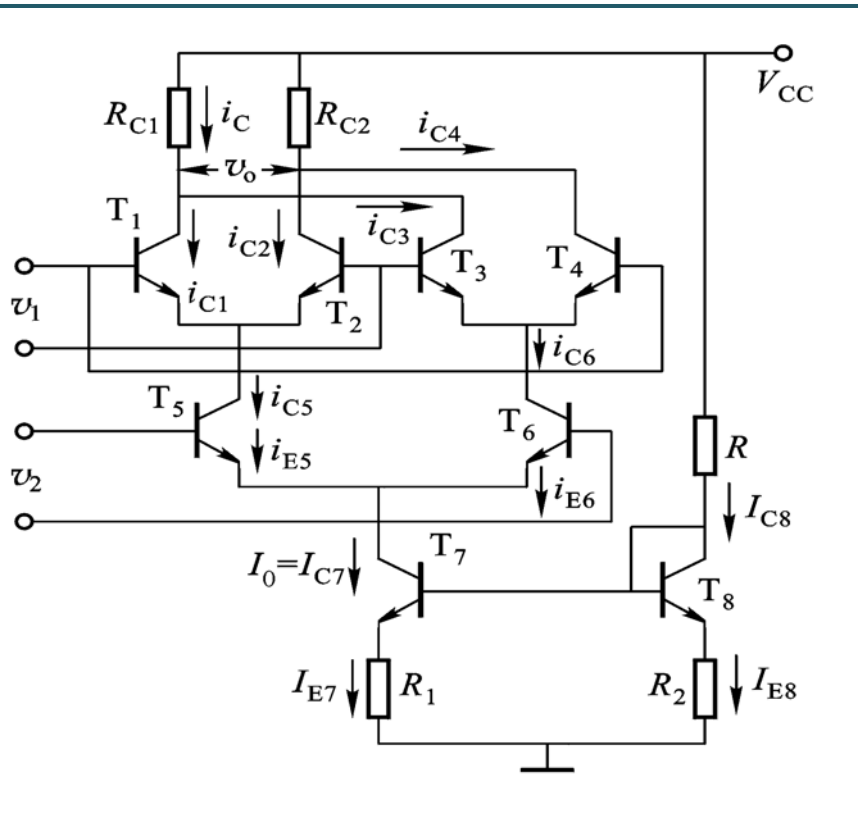 V_CC
R_C1 i_C R_C2 i_C4
v_o
T_1 i_C2 i_C3 T_3 T_4
v_1 i_C1 T_2
i_C6
T_5 i_C5 T_6
i_E5 R
v_2 i_E6 I_C8
I_0=I_C7 T_7 T_8
I_E7 R_1 R_2 I_E8